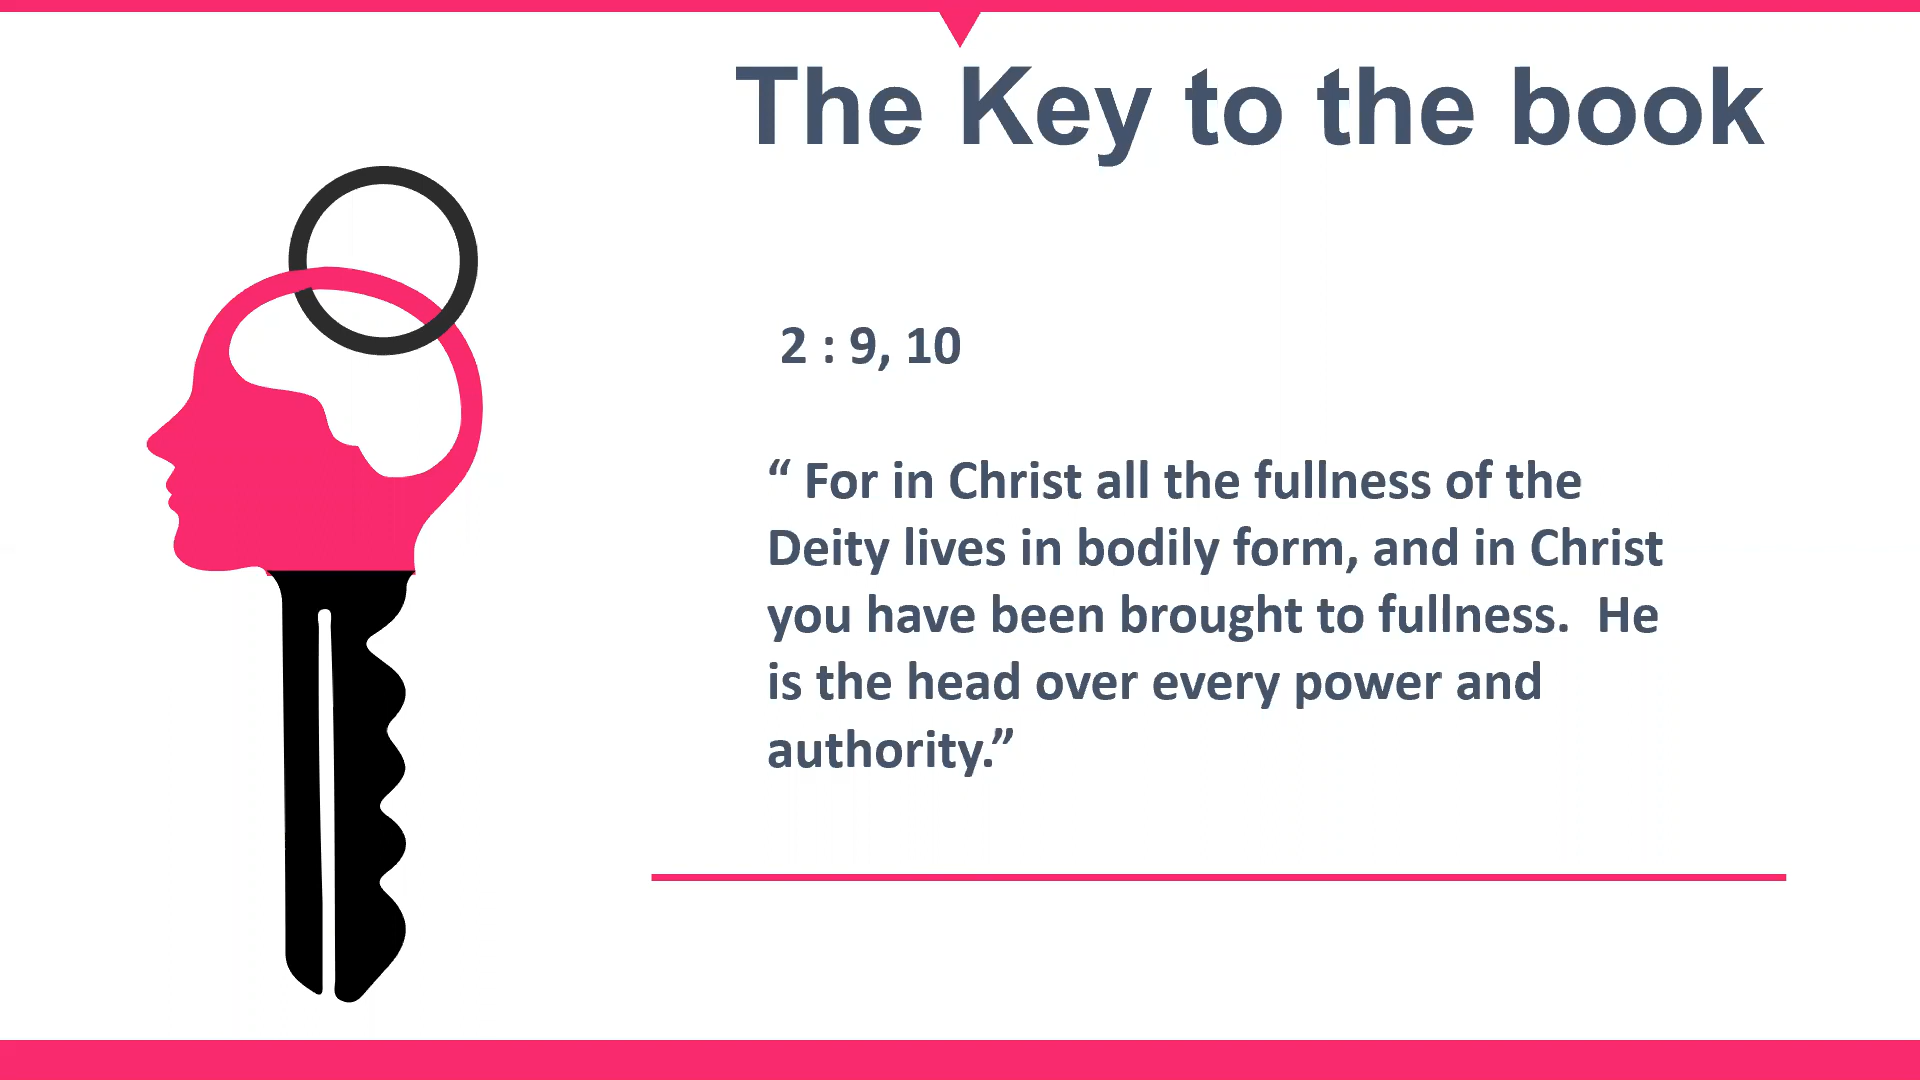 The Key to the book
2 : 9, 10
“ For in Christ all the fullness of the
Deity lives in bodily form, and in Christ
you have been brought to fullness.  He
is the head over every power and
authority.”